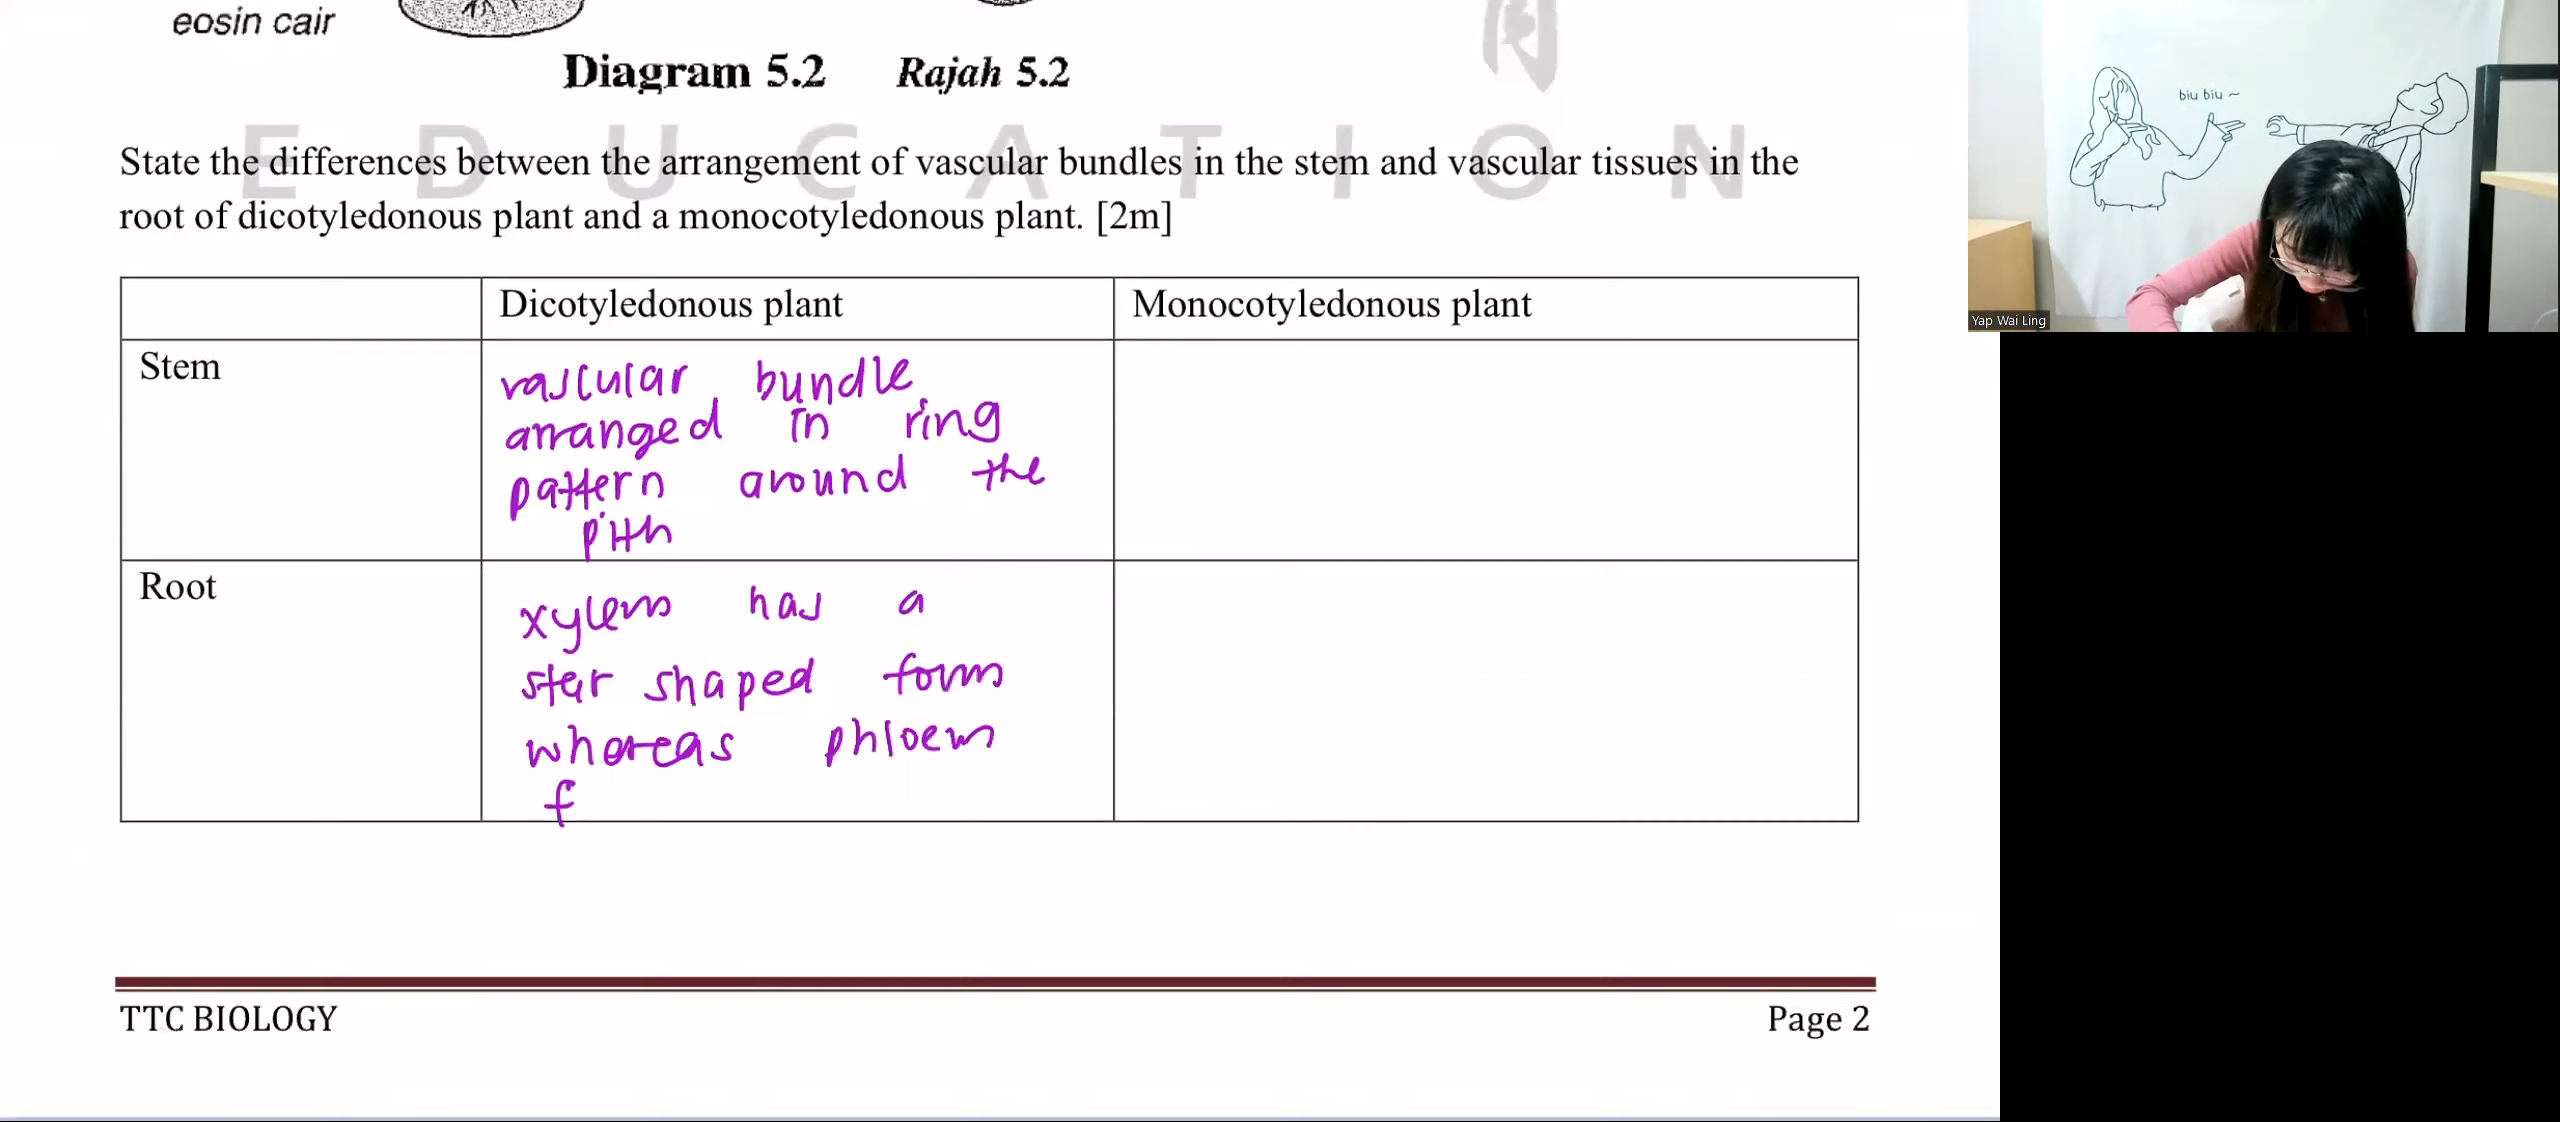 eosin cair
Diagram 5.2 Rajah 5.2
EDUCATION
State the differences between the arrangement of vascular bundles in the stem and vascular tissues in the
root of dicotyledonous plant and a monocotyledonous plant. [2m]
Dicotyledonous plant Monocotyledonous plant
Stem
vascular bundle
arranged in ring
pattern around the
pith
Root
xylem has a
star shaped form
whereas phloem
f
TTC BIOLOGY Page 2
biu biu ~
Yap Wai Ling